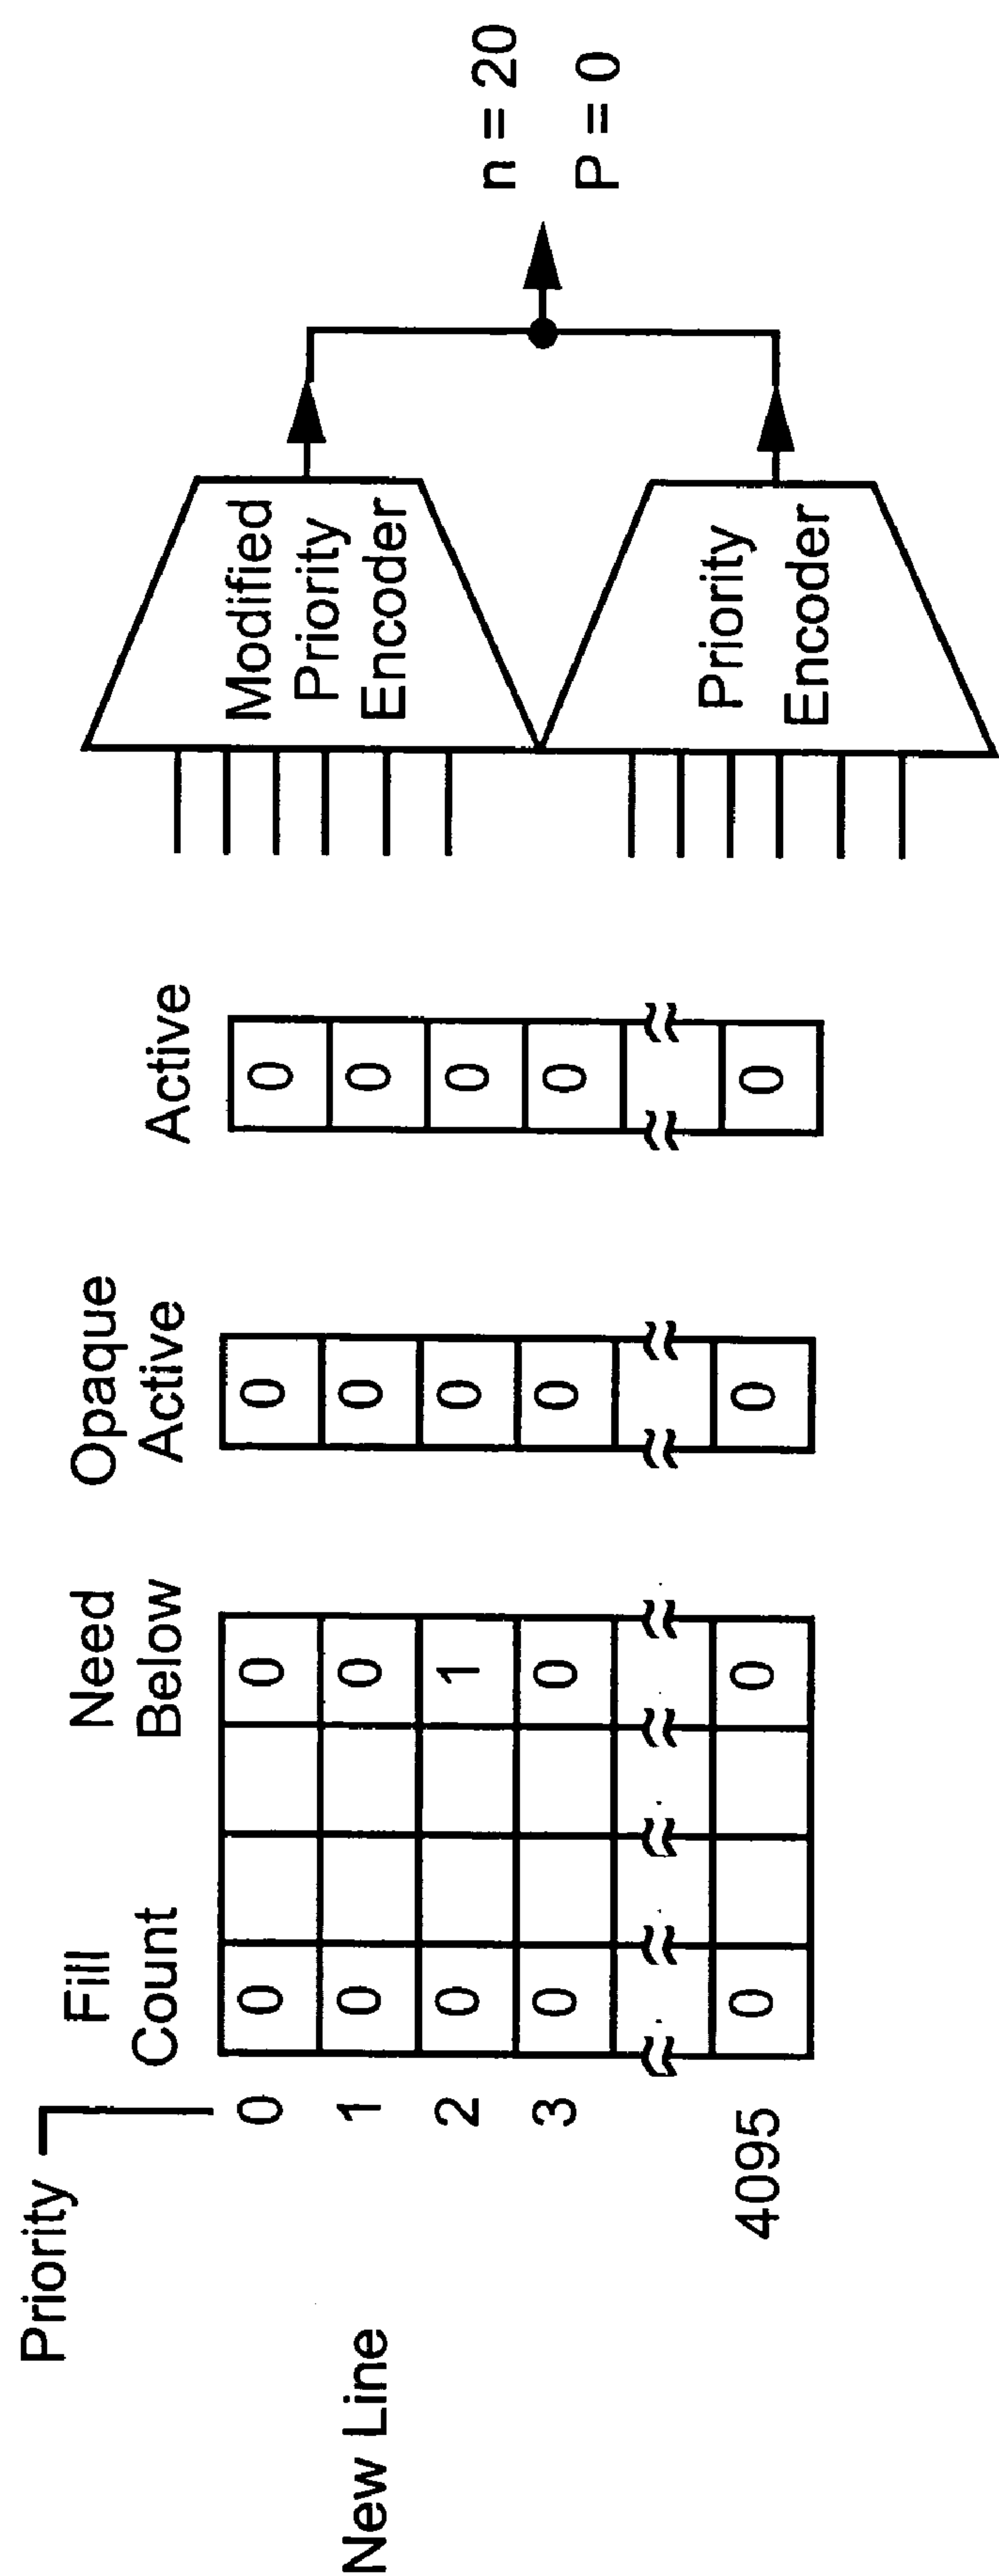 Priority
Fill
Count
Need
Below
Opaque
Active
Active
New Line
0 0 0 0 0
1 0 0 0 0
2 0 1 0 0
3 0 0 0 0
4095 0 0 0 0
Modified
Priority
Encoder
Priority
Encoder
n = 20
P = 0